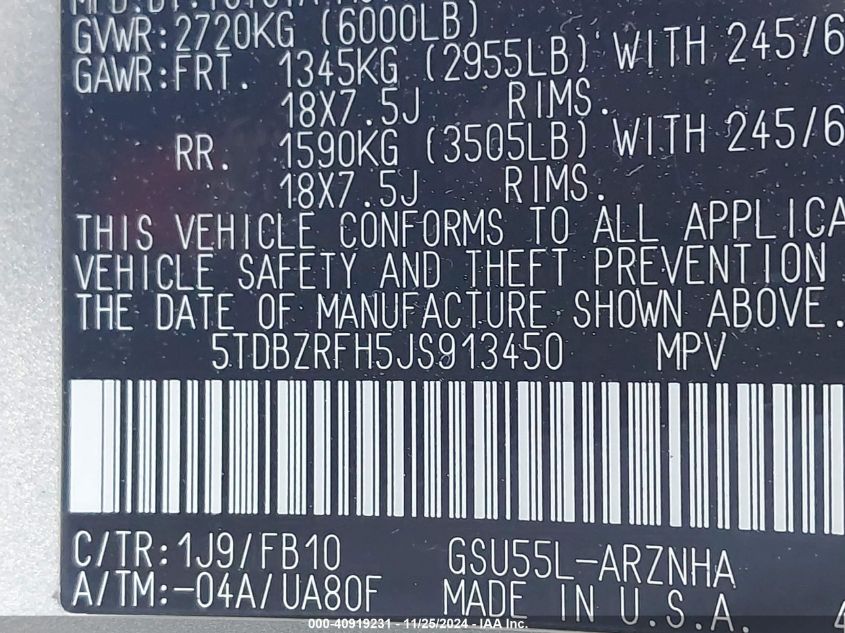 GVWR:2720KG (6000LB)
GAWR:FRT. 1345KG (2955LB) WITH 245/6
18X7.5J RIMS.
RR. 1590KG (3505LB) WITH 245/6
18X7.5J RIMS.
THIS VEHICLE CONFORMS TO ALL APPLICA
VEHICLE SAFETY AND THEFT PREVENTION
THE DATE OF MANUFACTURE SHOWN ABOVE.
5TDBZRFH5JS913450 MPV
C/TR:1J9/FB10 GSU55L-ARZNHA
A/TM:-04A/UA80F MADE IN U.S.A.
000-40919231 - 11/25/2024 - IAA, Inc.